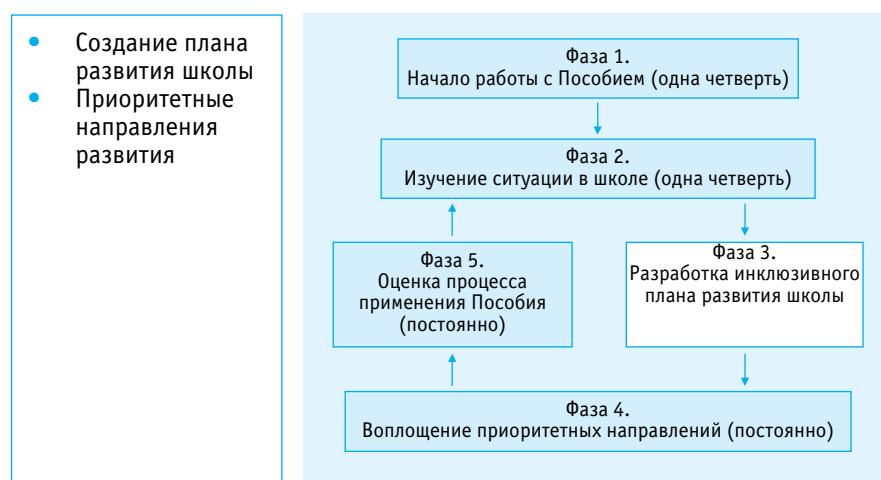 • Создание плана
развития школы
• Приоритетные
направления
развития
Фаза 1.
Начало работы с Пособием (одна четверть)
Фаза 2.
Изучение ситуации в школе (одна четверть)
Фаза 5.
Оценка процесса
применения Пособия
(постоянно)
Фаза 3.
Разработка инклюзивного
плана развития школы
Фаза 4.
Воплощение приоритетных направлений (постоянно)